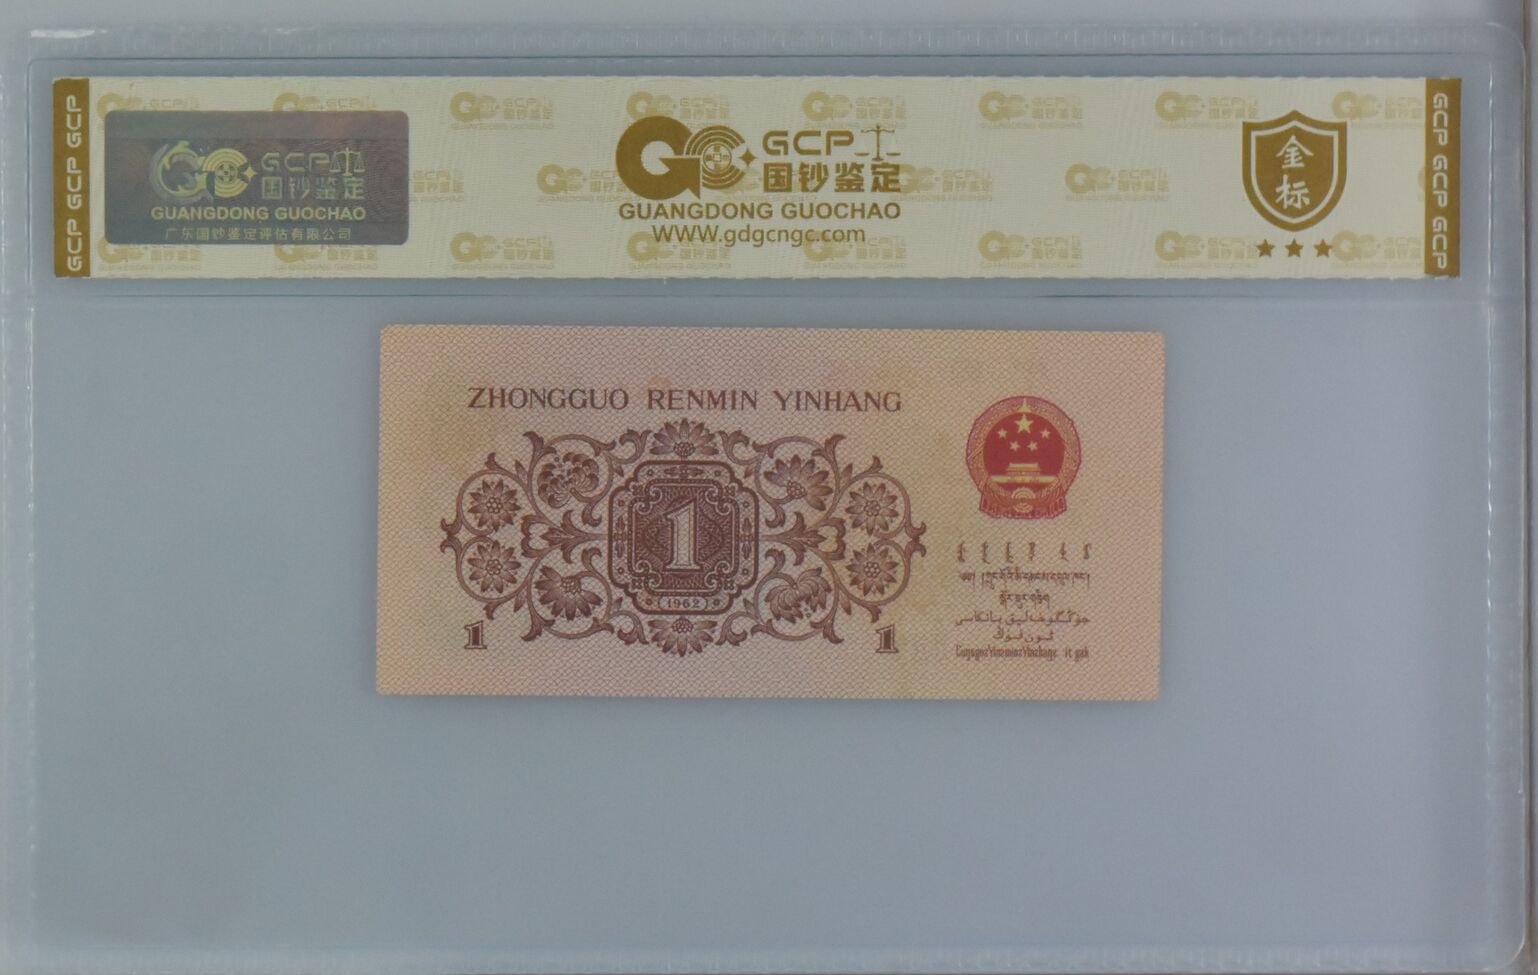 GCP GCP GCP
GCP
国钞鉴定
GUANGDONG GUOCHAO
广东国钞鉴定评估有限公司
GCP
国钞鉴定
GUANGDONG GUOCHAO
WWW.gdgcngc.com
金标
GCP GCP GCP
ZHONGGUO RENMIN YINHANG
1
(1962)
1
1